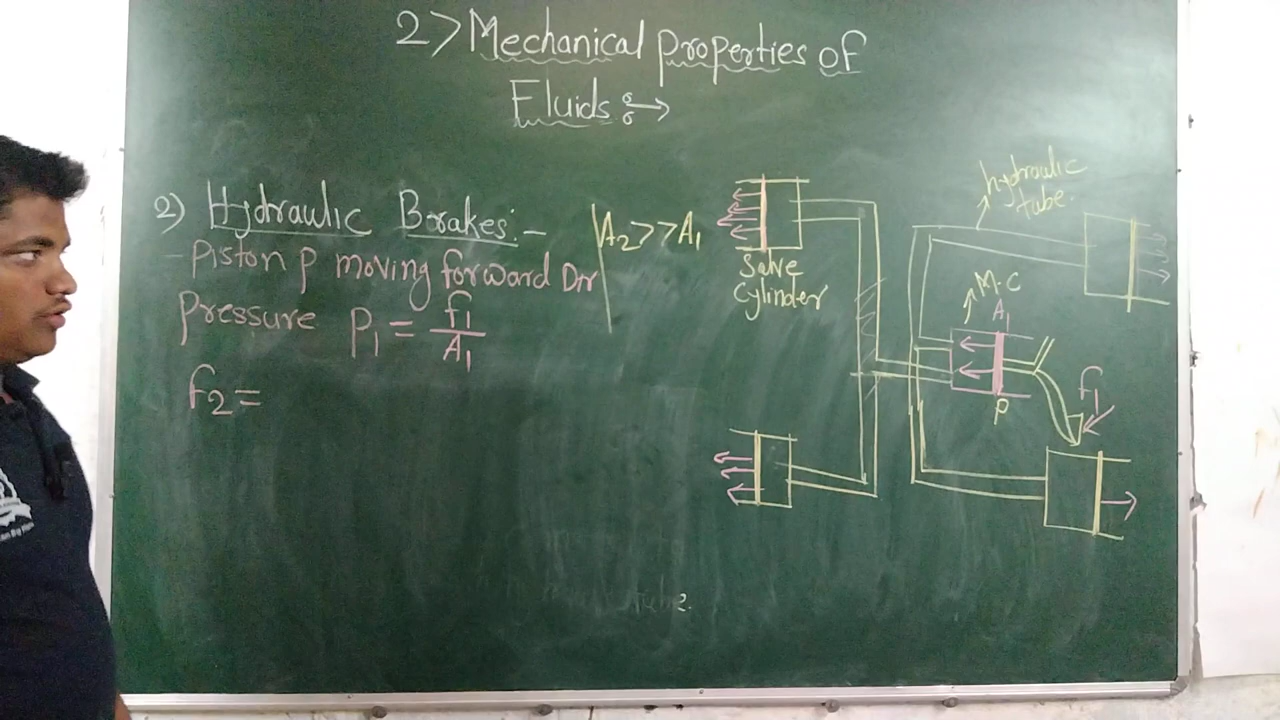 2> Mechanical Properties of
Fluids :→
2) Hydraulic Brakes:-
- Piston P moving forward Drr
Pressure P₁ = f₁/A₁
f₂ =
A₂>>A₁
Salve
Cylinder
hydraulic
tube.
M.C
A₁
P
f₁